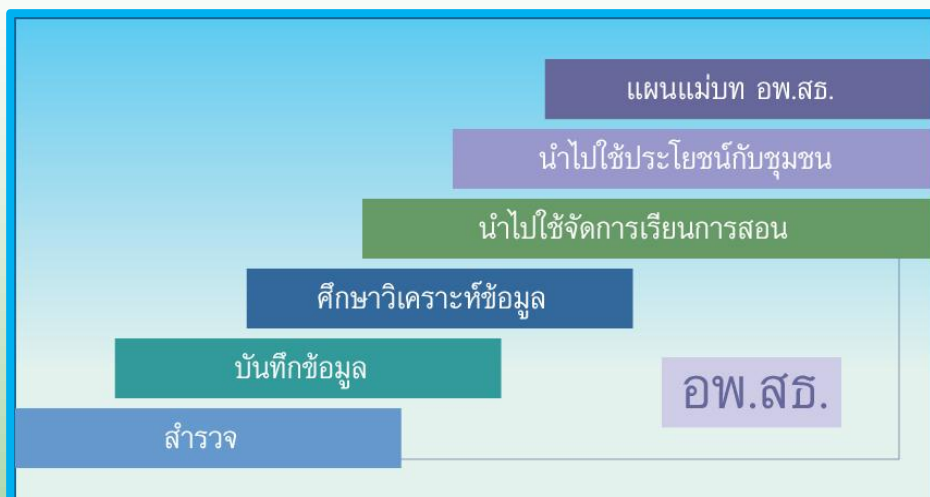 แผนแม่บท อพ.สธ.
นำไปใช้ประโยชน์กับชุมชน
นำไปใช้จัดการเรียนการสอน
ศึกษาวิเคราะห์ข้อมูล
บันทึกข้อมูล
อพ.สธ.
สำรวจ